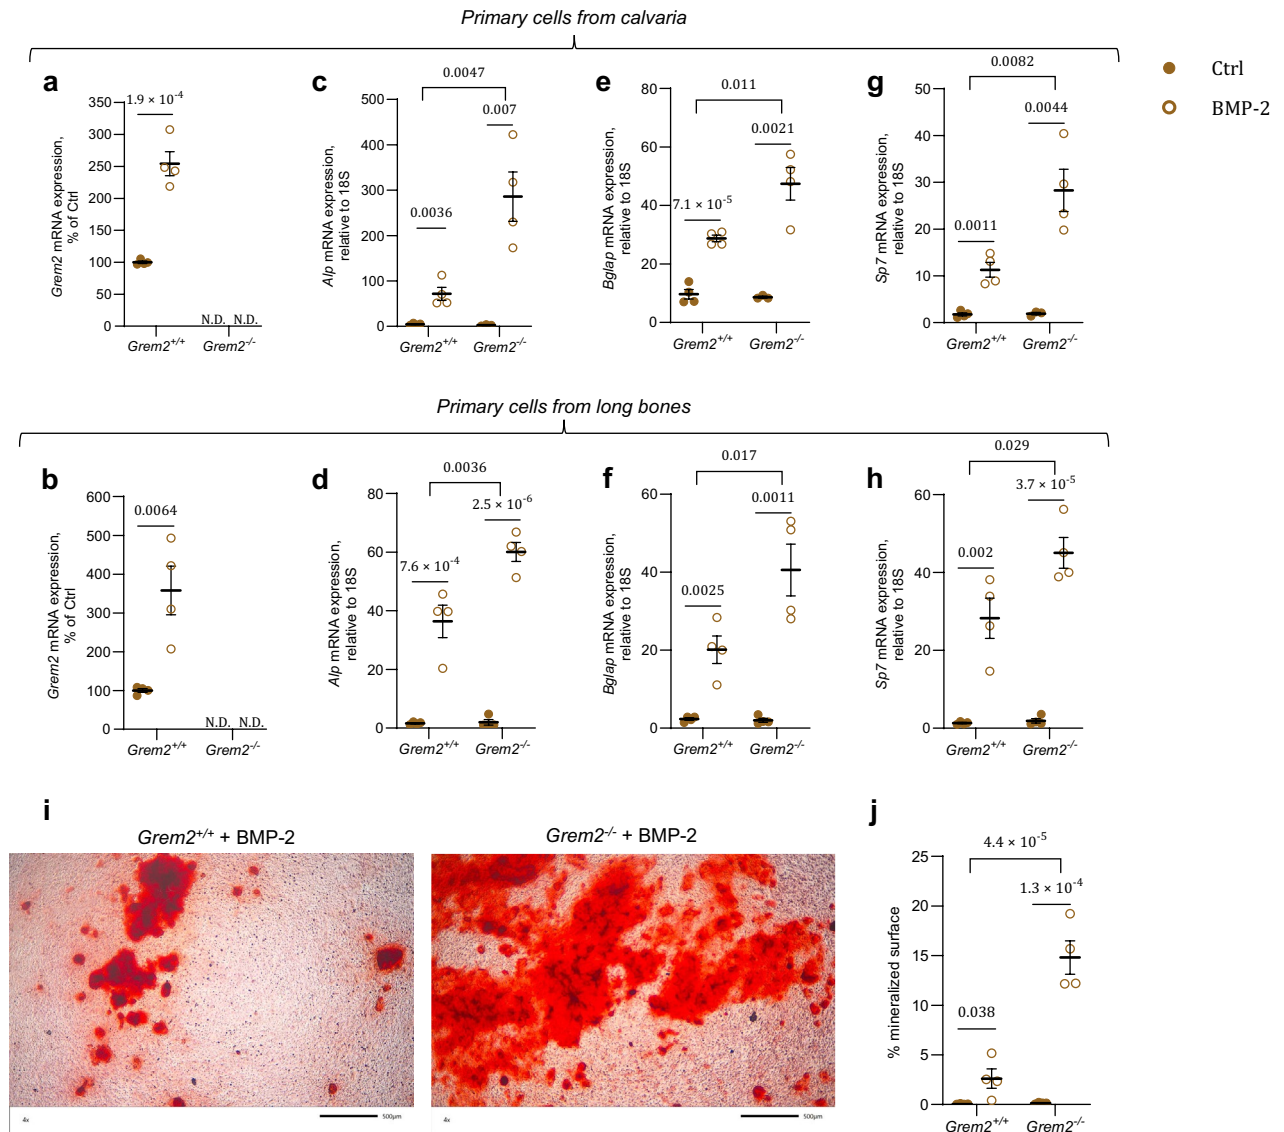 Primary cells from calvaria
Ctrl
BMP-2
a
Grem2 mRNA expression,
% of Ctrl
350
300
250
200
150
100
50
0
1.9 × 10⁻⁴
N.D. N.D.
Grem2+/+ Grem2-/-
c
Alp mRNA expression,
relative to 18S
500
400
300
200
100
0
0.0047
0.007
0.0036
Grem2+/+ Grem2-/-
e
Bglap mRNA expression,
relative to 18S
80
60
40
20
0
0.011
0.0021
7.1 × 10⁻⁵
Grem2+/+ Grem2-/-
g
Sp7 mRNA expression,
relative to 18S
50
40
30
20
10
0
0.0082
0.0044
0.0011
Grem2+/+ Grem2-/-
Primary cells from long bones
b
Grem2 mRNA expression,
% of Ctrl
600
500
400
300
200
100
0
0.0064
N.D. N.D.
Grem2+/+ Grem2-/-
d
Alp mRNA expression,
relative to 18S
80
60
40
20
0
0.0036
2.5 × 10⁻⁶
7.6 × 10⁻⁴
Grem2+/+ Grem2-/-
f
Bglap mRNA expression,
relative to 18S
60
40
20
0
0.017
0.0011
0.0025
Grem2+/+ Grem2-/-
h
Sp7 mRNA expression,
relative to 18S
60
40
20
0
0.029
3.7 × 10⁻⁵
0.002
Grem2+/+ Grem2-/-
i
Grem2+/+ + BMP-2
Grem2-/- + BMP-2
4x
500µm
4x
500µm
j
% mineralized surface
25
20
15
10
5
0
4.4 × 10⁻⁵
1.3 × 10⁻⁴
0.038
Grem2+/+ Grem2-/-